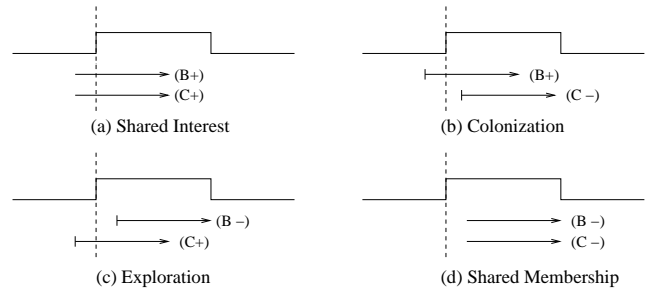 (B+)
(C+)
(a) Shared Interest
(B+)
(C −)
(b) Colonization
(B −)
(C+)
(c) Exploration
(B −)
(C −)
(d) Shared Membership